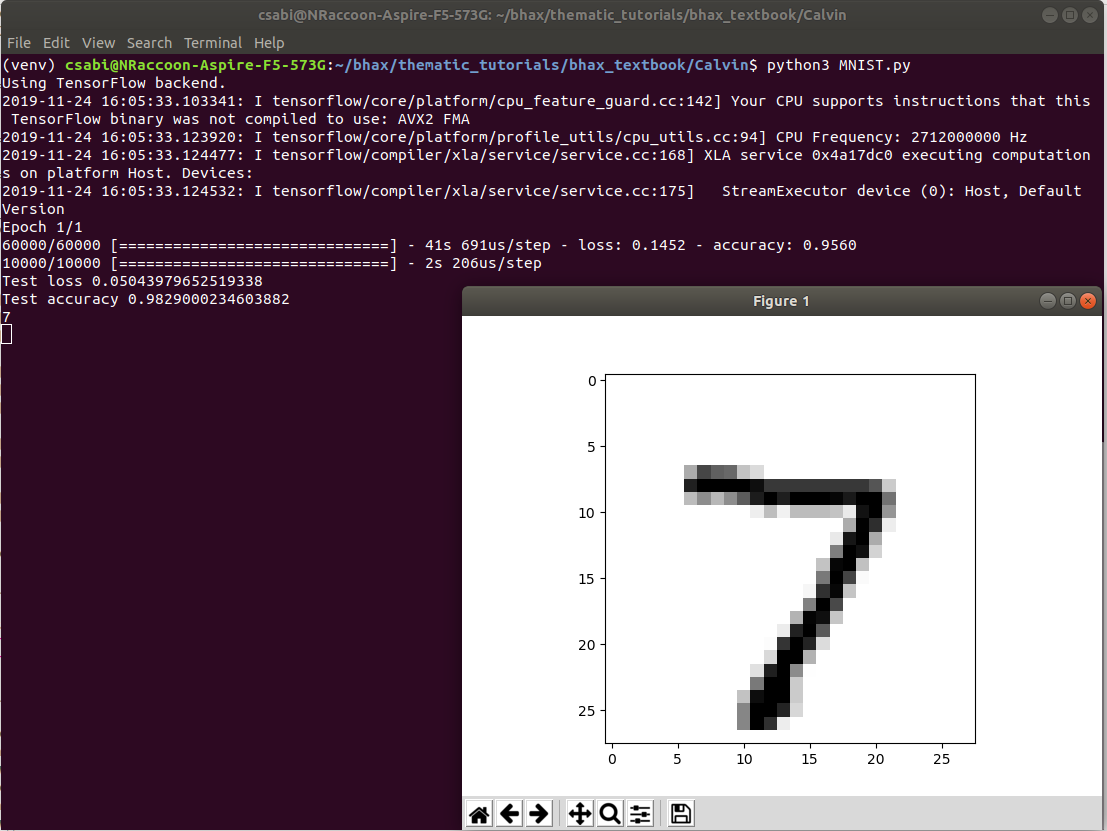 csabi@NRaccoon-Aspire-F5-573G: ~/bhax/thematic_tutorials/bhax_textbook/Calvin
File Edit View Search Terminal Help
(venv) csabi@NRaccoon-Aspire-F5-573G:~/bhax/thematic_tutorials/bhax_textbook/Calvin$ python3 MNIST.py
Using TensorFlow backend.
2019-11-24 16:05:33.103341: I tensorflow/core/platform/cpu_feature_guard.cc:142] Your CPU supports instructions that this
 TensorFlow binary was not compiled to use: AVX2 FMA
2019-11-24 16:05:33.123920: I tensorflow/core/platform/profile_utils/cpu_utils.cc:94] CPU Frequency: 2712000000 Hz
2019-11-24 16:05:33.124477: I tensorflow/compiler/xla/service/service.cc:168] XLA service 0x4a17dc0 executing computation
s on platform Host. Devices:
2019-11-24 16:05:33.124532: I tensorflow/compiler/xla/service/service.cc:175]   StreamExecutor device (0): Host, Default
Version
Epoch 1/1
60000/60000 [==============================] - 41s 691us/step - loss: 0.1452 - accuracy: 0.9560
10000/10000 [==============================] - 2s 206us/step
Test loss 0.05043979652519338
Test accuracy 0.9829000234603882
7
Figure 1
0
5
10
15
20
25
0 5 10 15 20 25